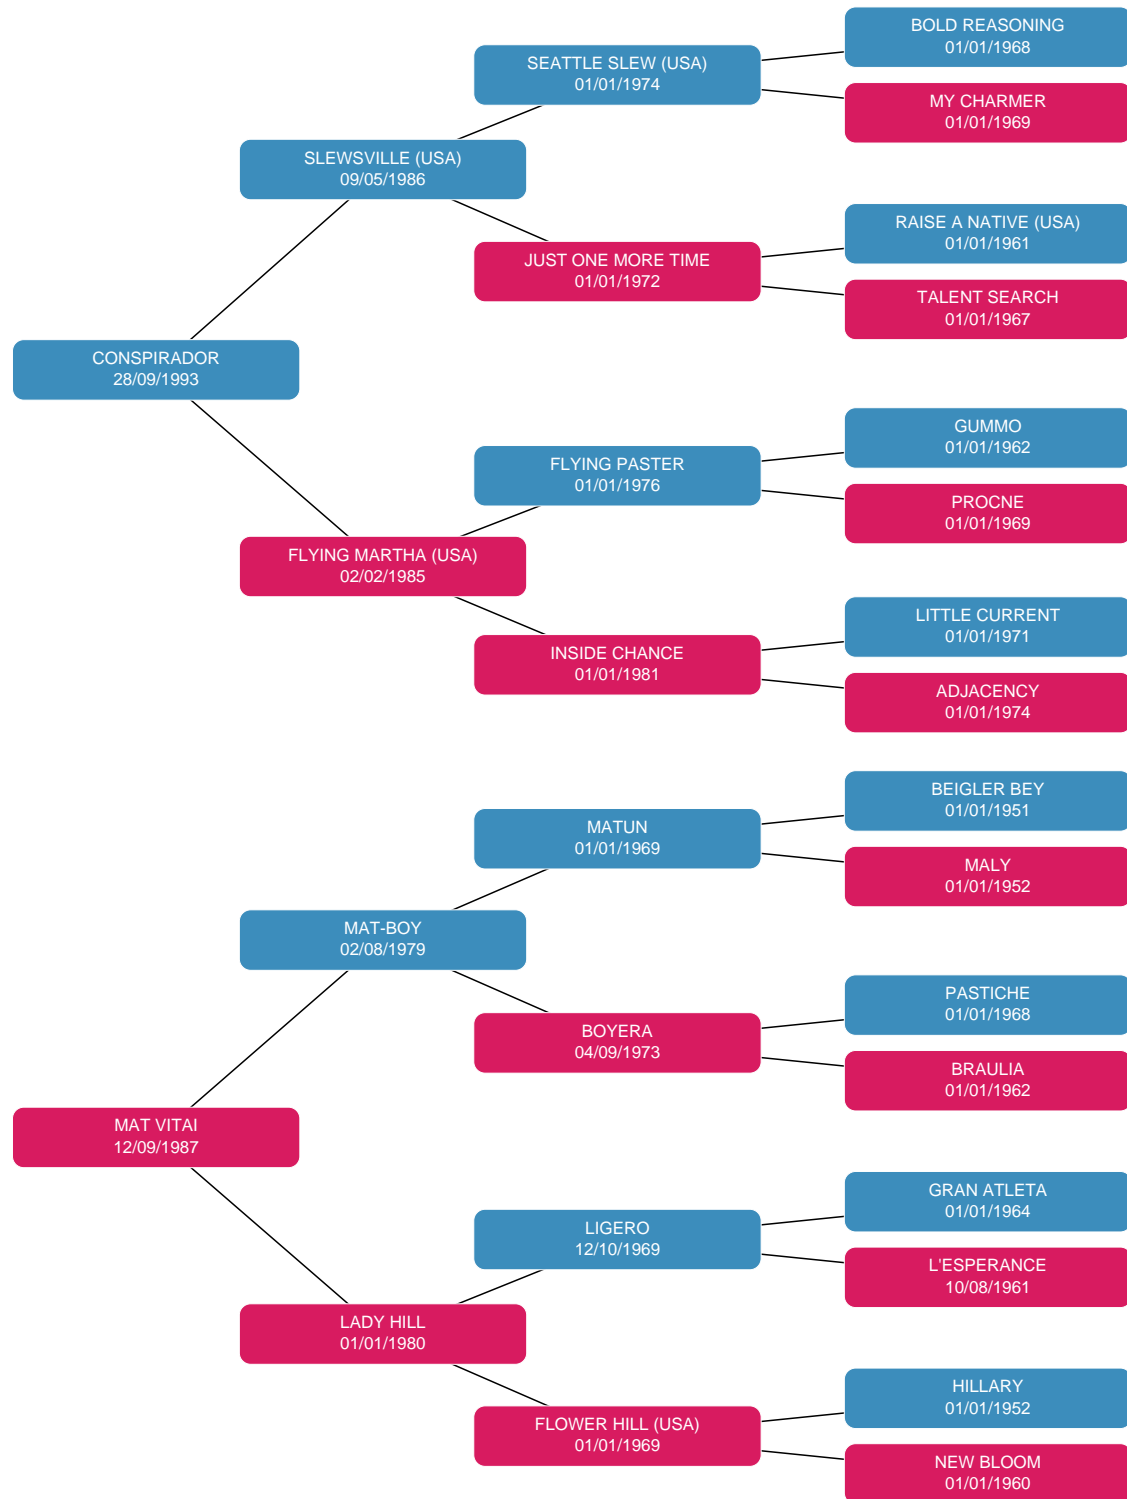 BOLD REASONING
01/01/1968
SEATTLE SLEW (USA)
01/01/1974
MY CHARMER
01/01/1969
SLEWSVILLE (USA)
09/05/1986
RAISE A NATIVE (USA)
01/01/1961
JUST ONE MORE TIME
01/01/1972
TALENT SEARCH
01/01/1967
CONSPIRADOR
28/09/1993
GUMMO
01/01/1962
FLYING PASTER
01/01/1976
PROCNE
01/01/1969
FLYING MARTHA (USA)
02/02/1985
LITTLE CURRENT
01/01/1971
INSIDE CHANCE
01/01/1981
ADJACENCY
01/01/1974
BEIGLER BEY
01/01/1951
MATUN
01/01/1969
MALY
01/01/1952
MAT-BOY
02/08/1979
PASTICHE
01/01/1968
BOYERA
04/09/1973
BRAULIA
01/01/1962
MAT VITAI
12/09/1987
GRAN ATLETA
01/01/1964
LIGERO
12/10/1969
L'ESPERANCE
10/08/1961
LADY HILL
01/01/1980
HILLARY
01/01/1952
FLOWER HILL (USA)
01/01/1969
NEW BLOOM
01/01/1960